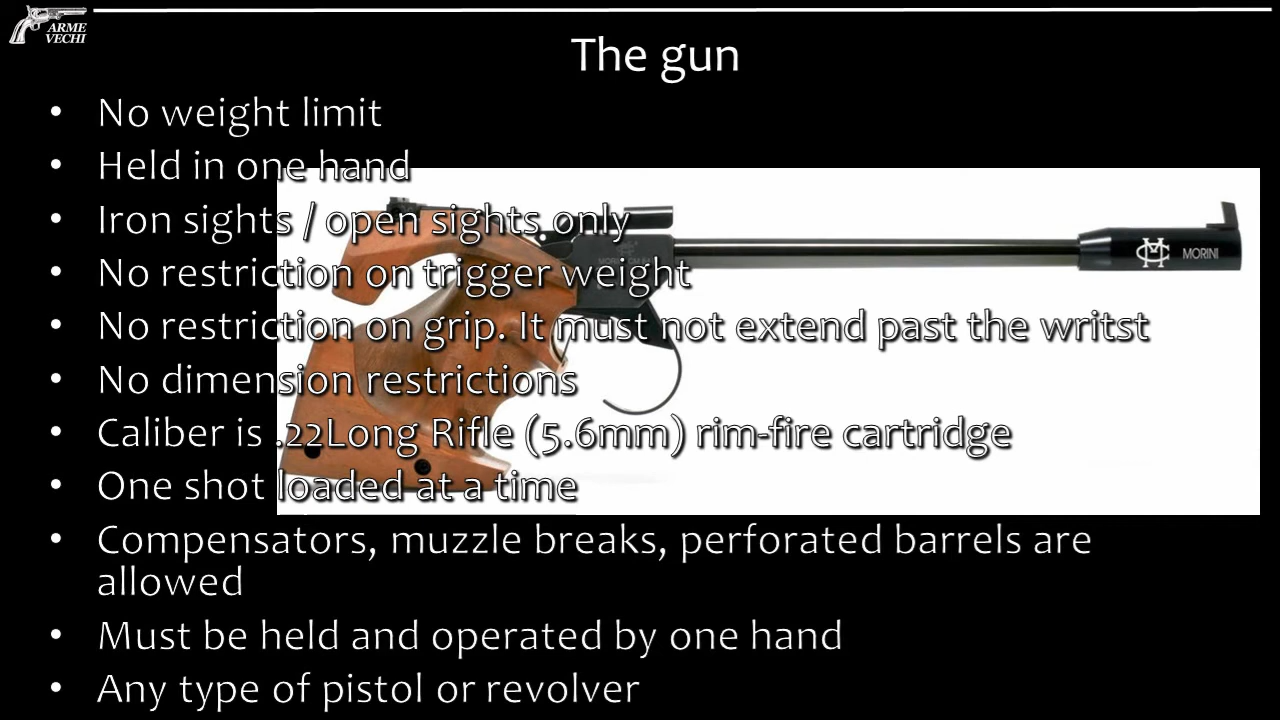 ARME
VECHI
The gun
• No weight limit
• Held in one hand
• Iron sights / open sights only
• No restriction on trigger weight
• No restriction on grip. It must not extend past the writst
• No dimension restrictions
• Caliber is .22Long Rifle (5.6mm) rim-fire cartridge
• One shot loaded at a time
• Compensators, muzzle breaks, perforated barrels are
allowed
• Must be held and operated by one hand
• Any type of pistol or revolver
MORINI